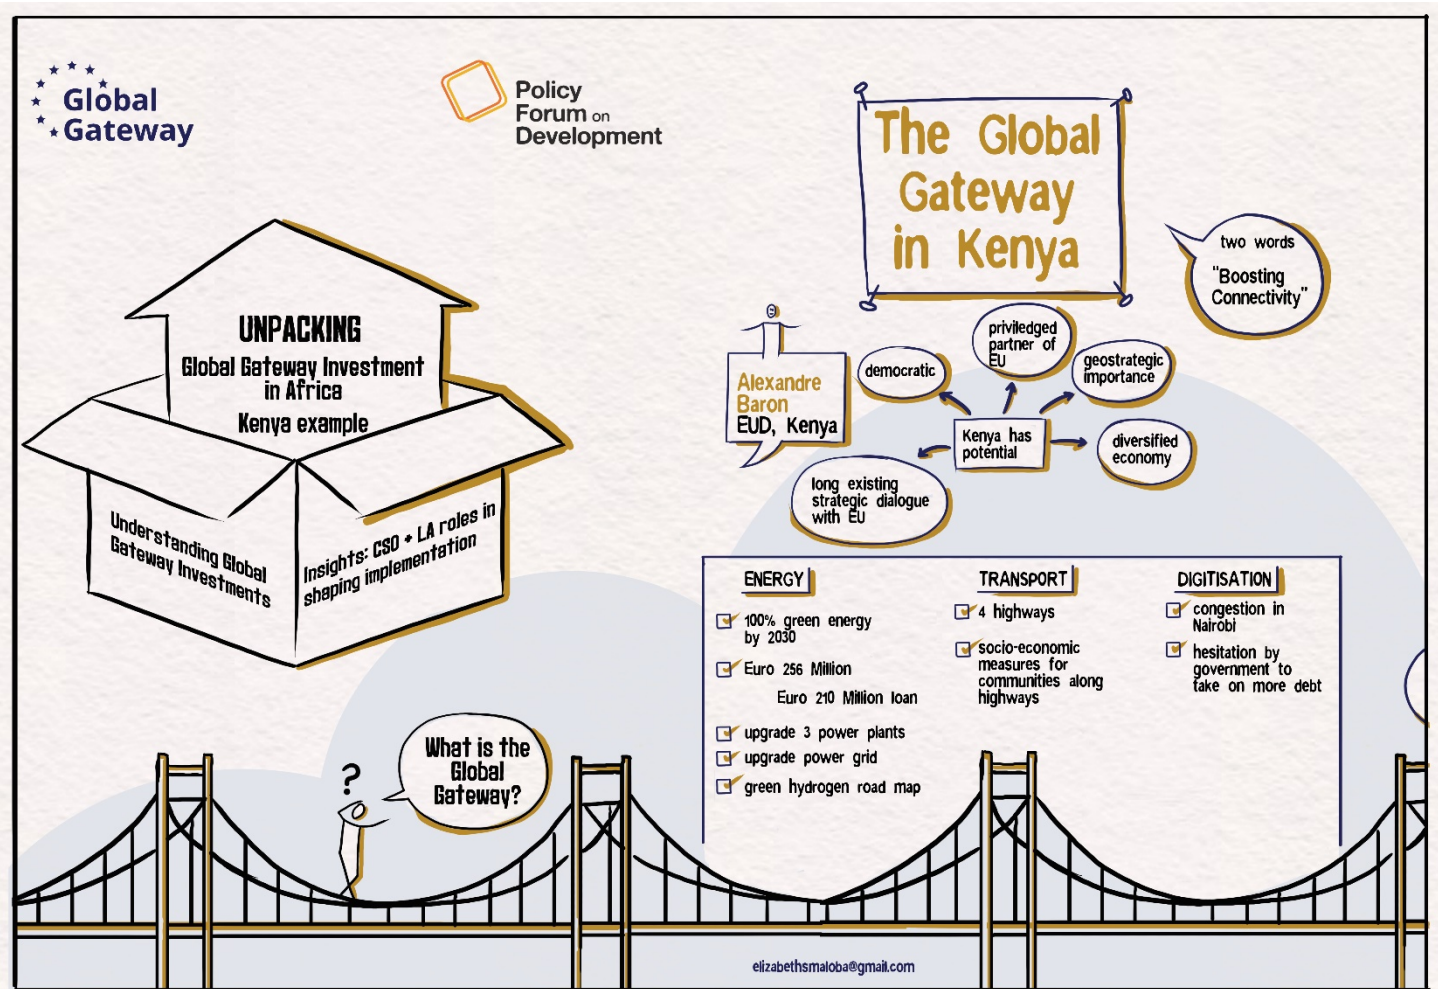 Global
Gateway
Policy
Forum on
Development
UNPACKING
Global Gateway Investment
in Africa
Kenya example
Understanding Global
Gateway Investments
Insights: CSO + LA roles in
shaping implementation
?
What is the
Global
Gateway?
The Global
Gateway
in Kenya
two words
"Boosting
Connectivity"
Alexandre
Baron
EUD, Kenya
democratic
priviledged
partner of
EU
geostrategic
importance
Kenya has
potential
diversified
economy
long existing
strategic dialogue
with EU
ENERGY
100% green energy
by 2030
Euro 256 Million
Euro 210 Million loan
upgrade 3 power plants
upgrade power grid
green hydrogen road map
TRANSPORT
4 highways
socio-economic
measures for
communities along
highways
DIGITISATION
congestion in
Nairobi
hesitation by
government to
take on more debt
elizabethsmaloba@gmail.com